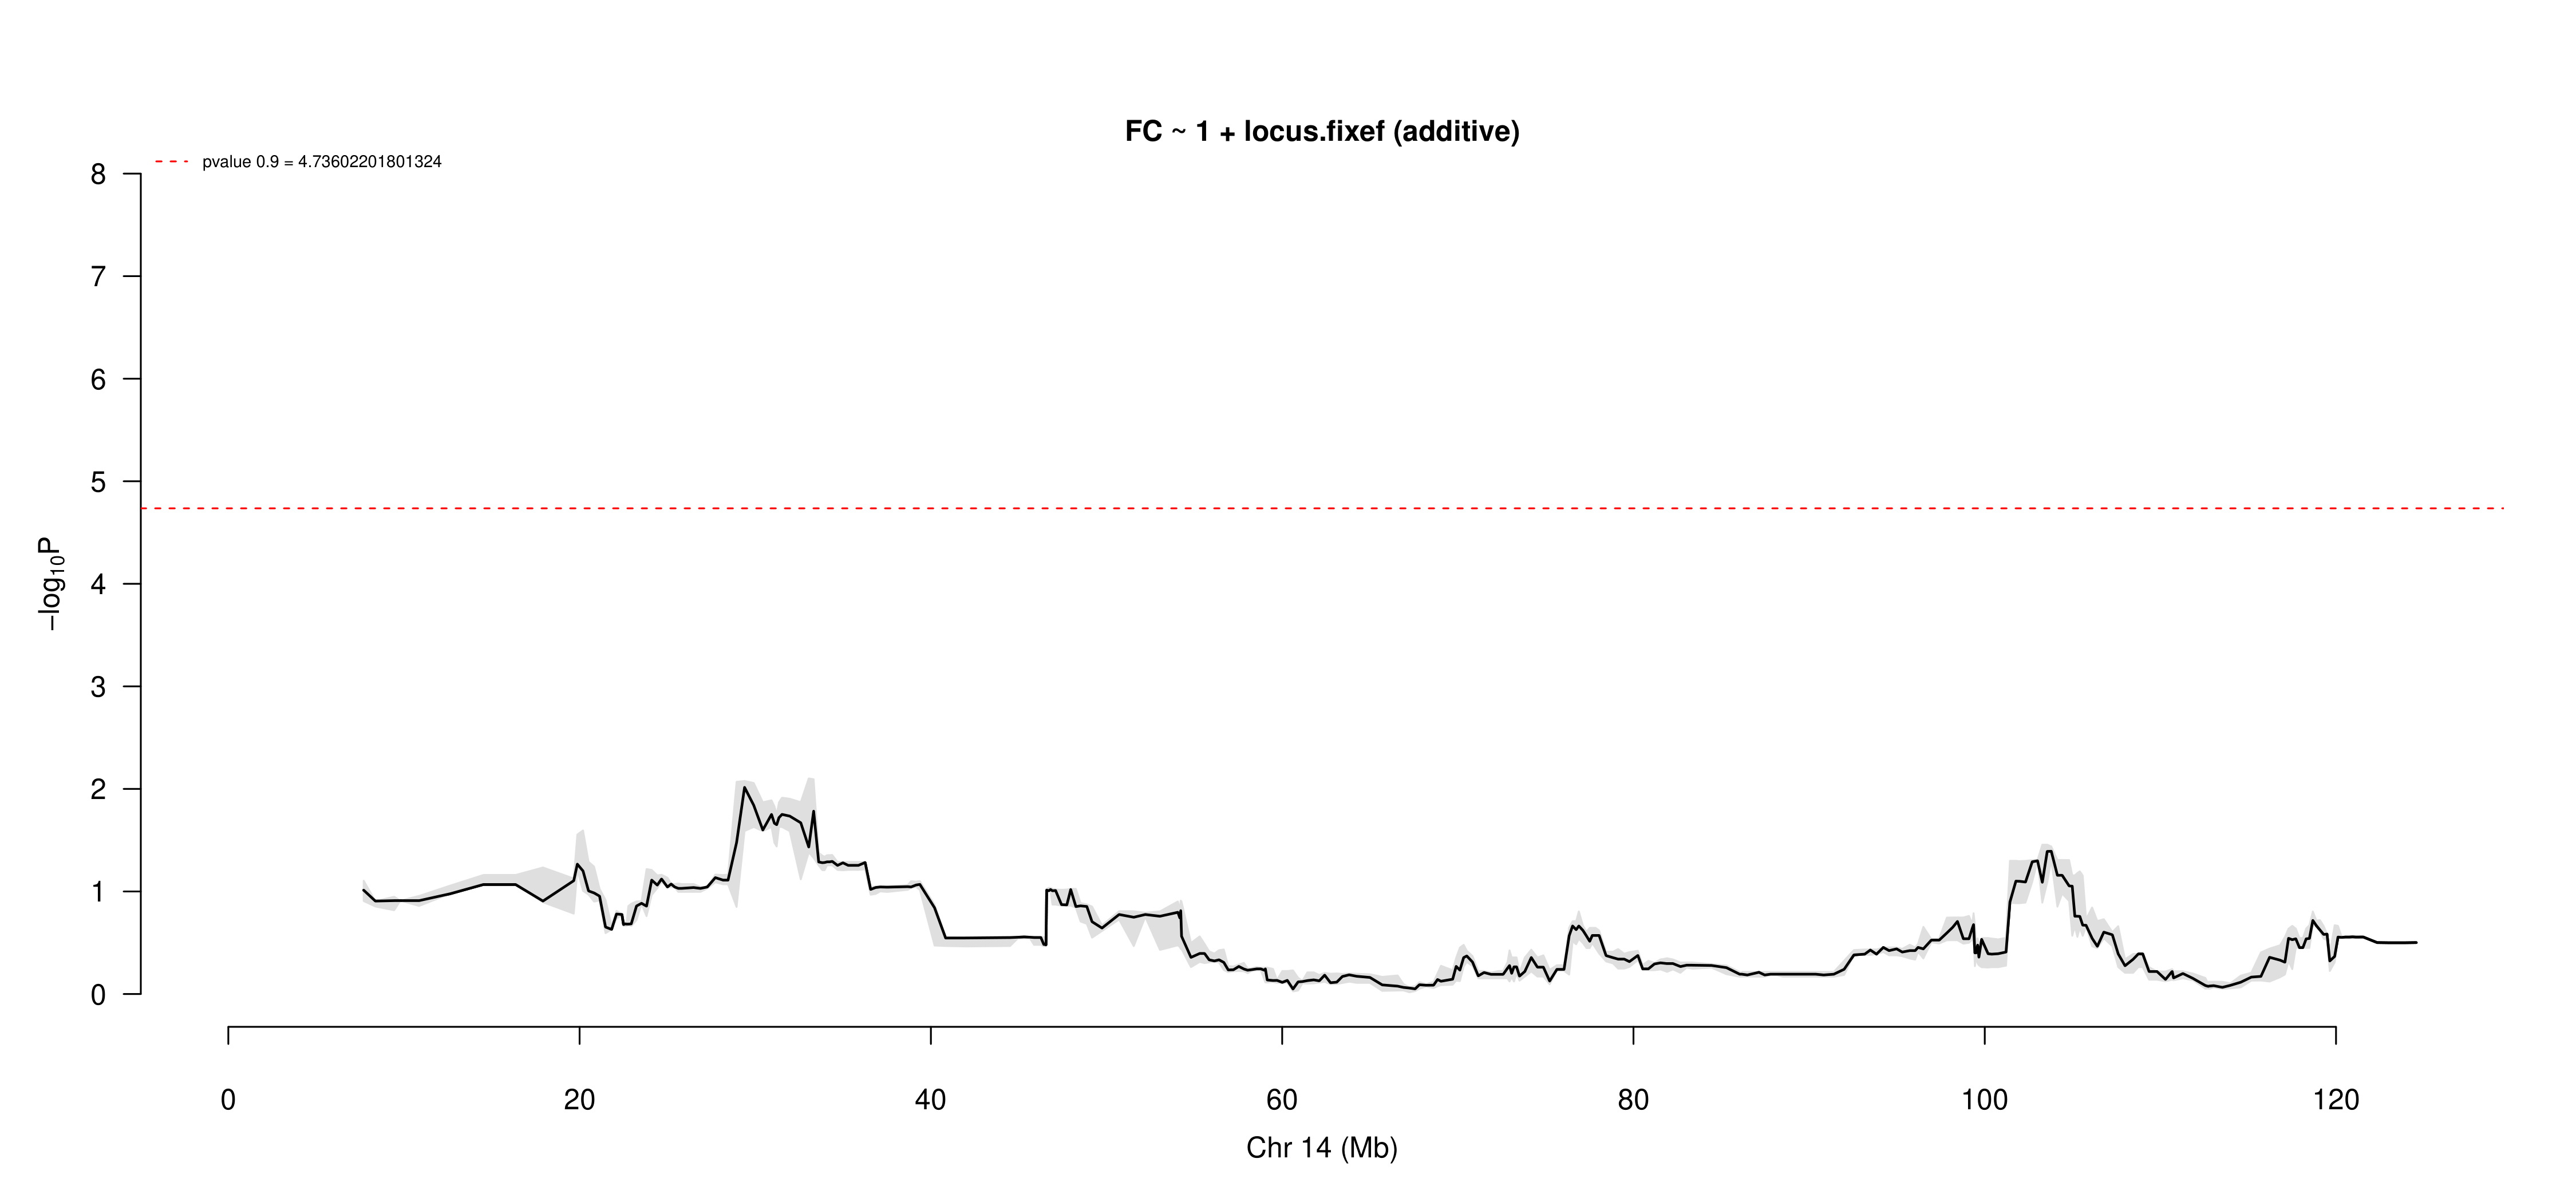 FC ~ 1 + locus.fixef (additive)
pvalue 0.9 = 4.73602201801324
8
7
6
5
4
3
2
1
0
−log10P
0 20 40 60 80 100 120
Chr 14 (Mb)